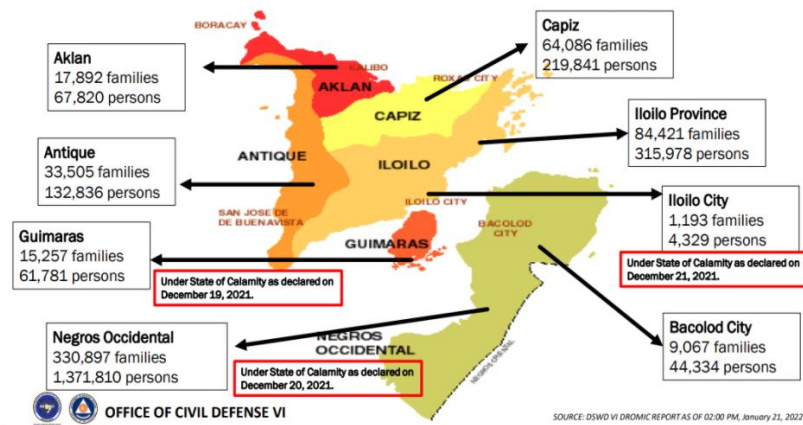 BORACAY
Aklan
17,892 families
67,820 persons
KALIBO
AKLAN
Capiz
64,086 families
219,841 persons
ROXAS CITY
CAPIZ
Iloilo Province
84,421 families
315,978 persons
Antique
33,505 families
132,836 persons
ANTIQUE
ILOILO
SAN JOSE DE
DE BUENAVISTA
ILOILO CITY
Iloilo City
1,193 families
4,329 persons
Under State of Calamity as declared on
December 21, 2021.
BACOLOD
CITY
Guimaras
15,257 families
61,781 persons
GUIMARAS
Under State of Calamity as declared on
December 19, 2021.
Negros Occidental
330,897 families
1,371,810 persons
NEGROS
OCCIDENTAL
Under State of Calamity as declared on
December 20, 2021.
NEGROS ORIENTAL
Bacolod City
9,067 families
44,334 persons
OFFICE OF CIVIL DEFENSE VI
SOURCE: DSWD VI DROMIC REPORT AS OF 02:00 PM, January 21, 2022